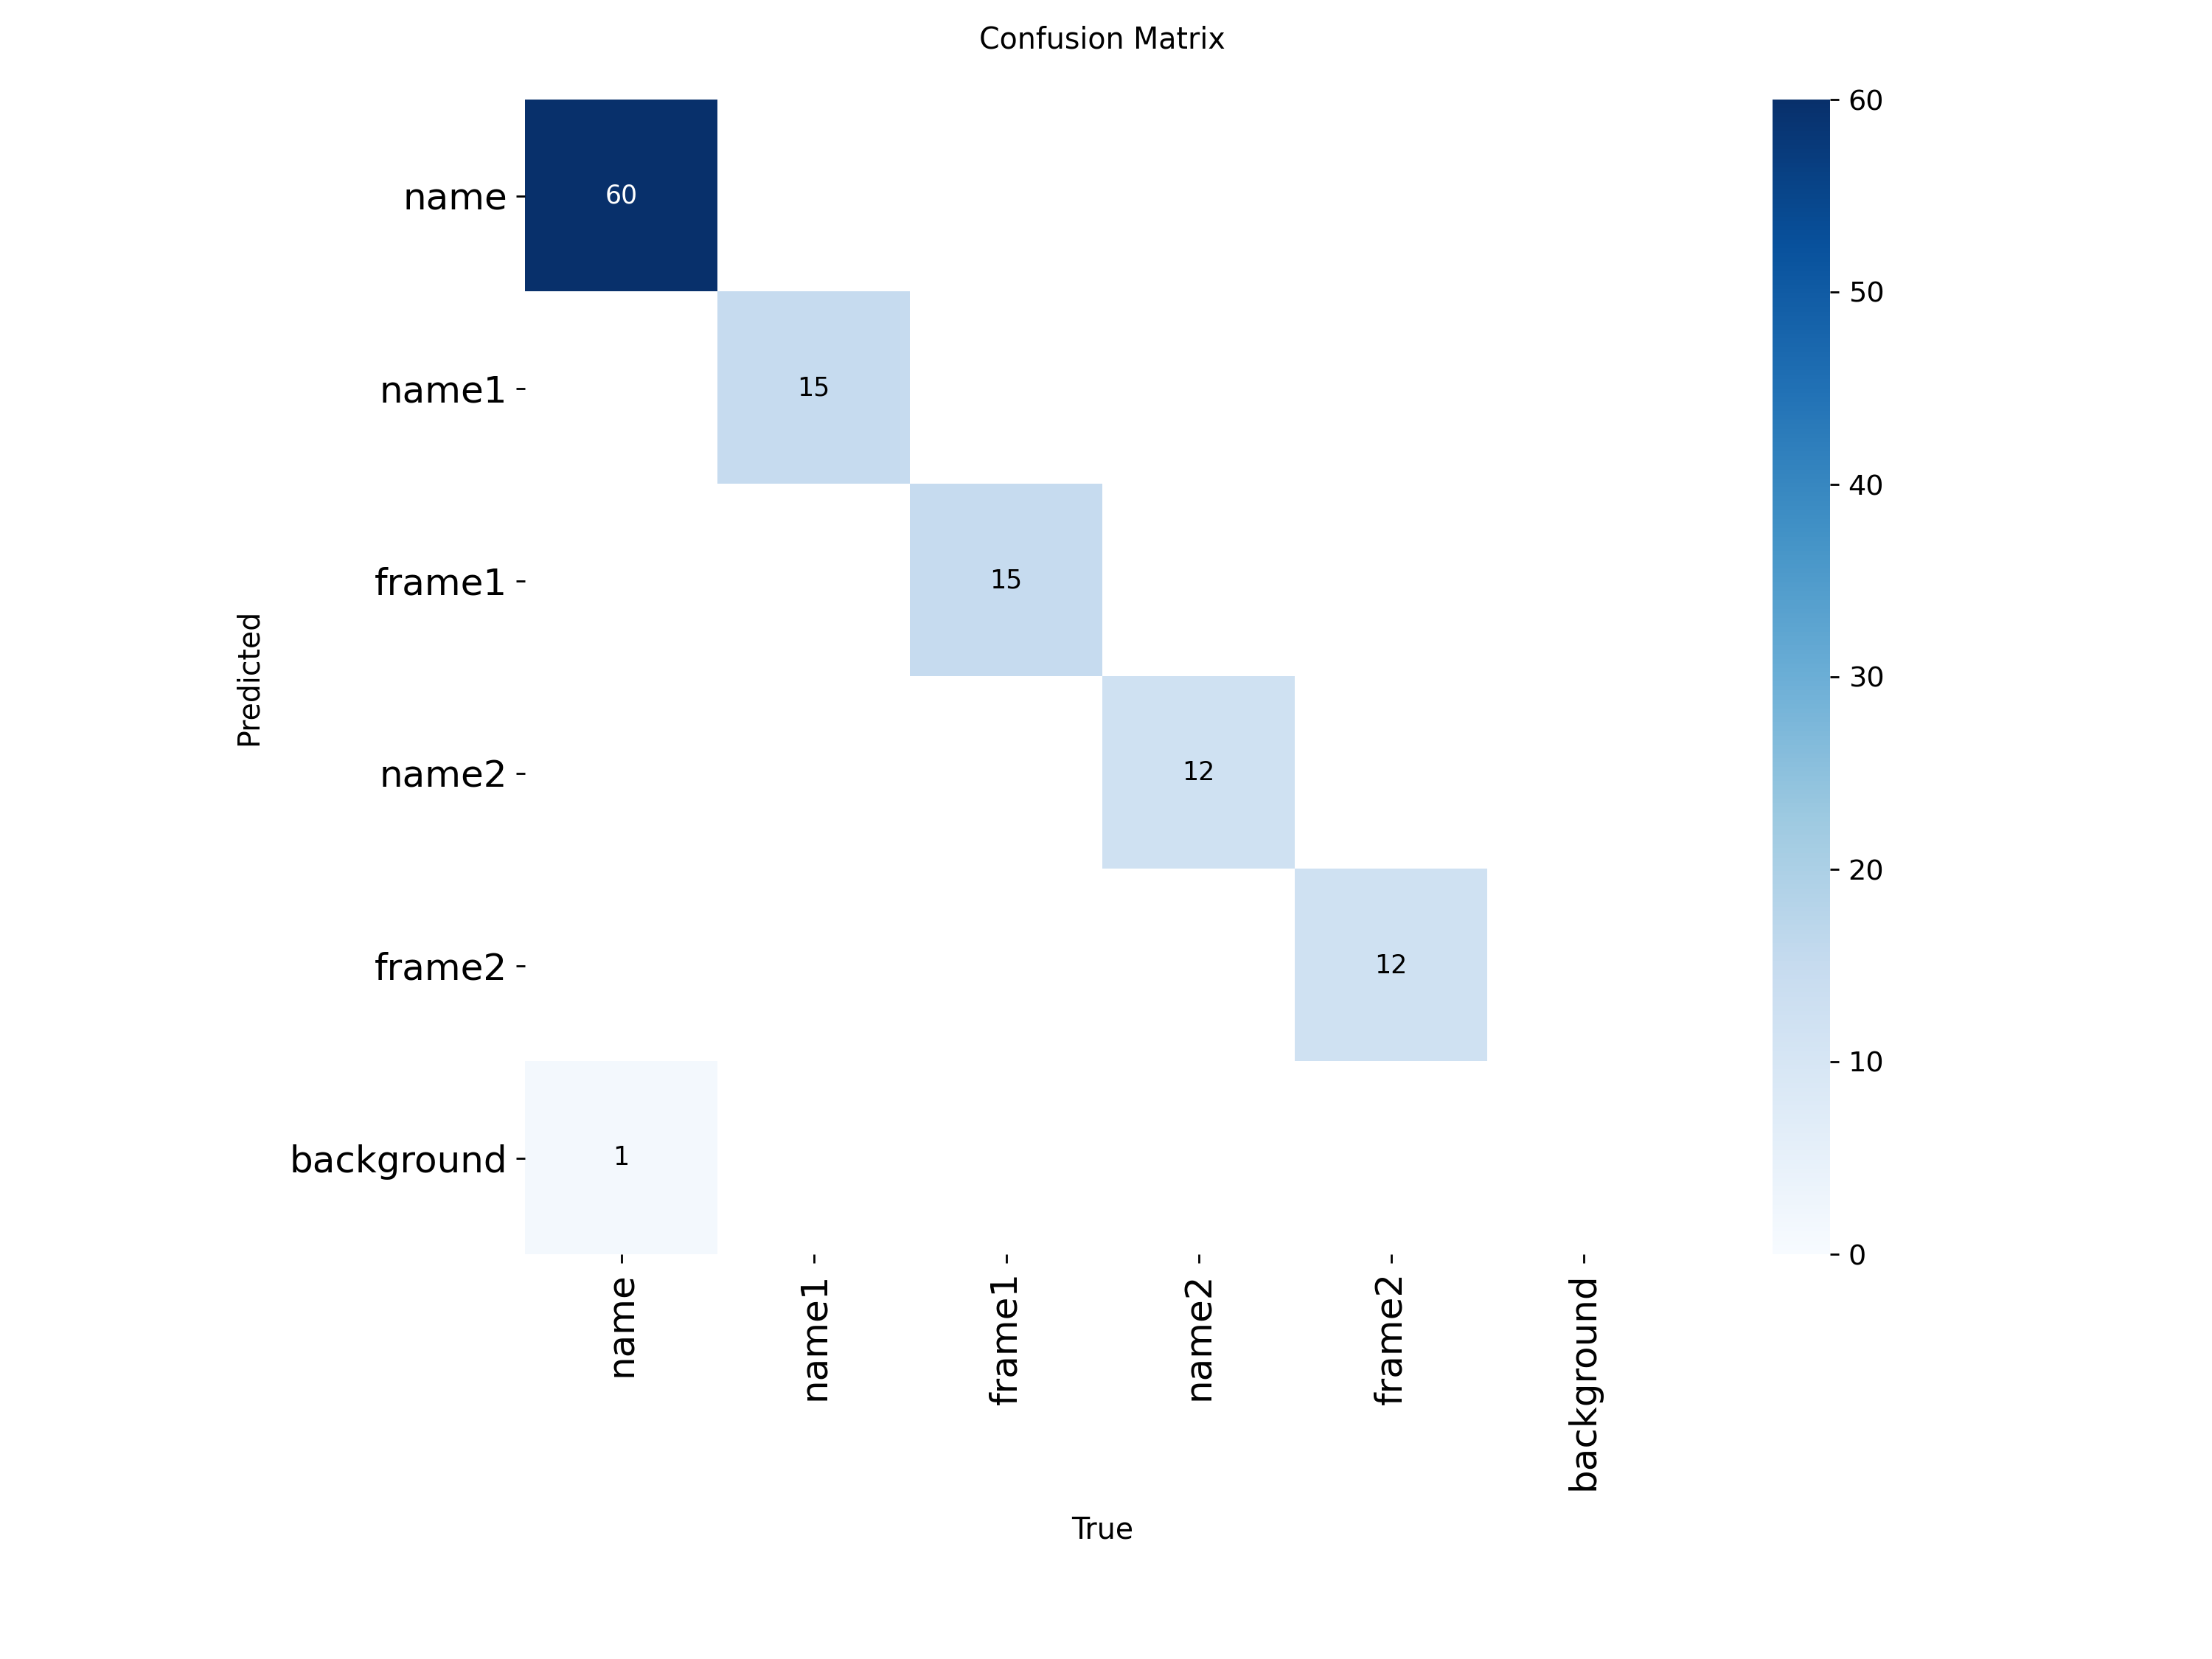 Confusion Matrix
60
name
60
50
name1
15
40
frame1
15
30
Predicted
name2
12
20
frame2
12
10
background
1
0
name
name1
frame1
name2
frame2
background
True